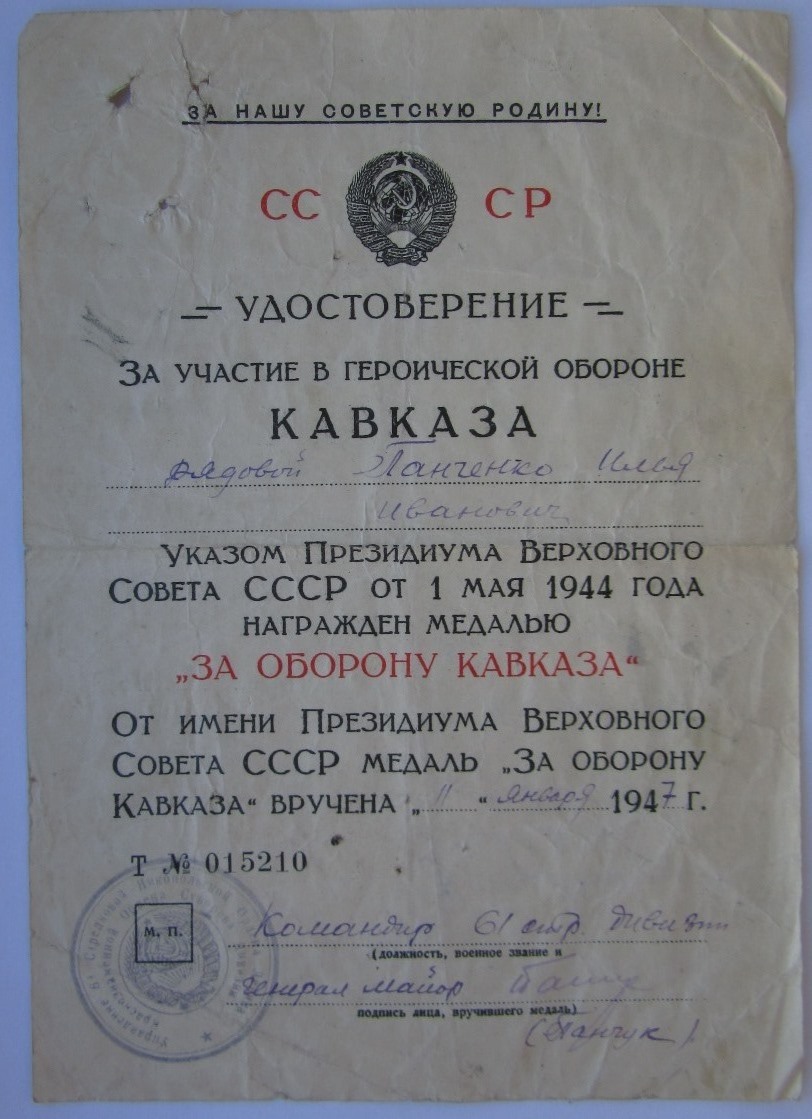 ЗА НАШУ СОВЕТСКУЮ РОДИНУ!
СС СР
УДОСТОВЕРЕНИЕ
ЗА УЧАСТИЕ В ГЕРОИЧЕСКОЙ ОБОРОНЕ
КАВКАЗА
рядовой Панченко Илья
Иванович
УКАЗОМ ПРЕЗИДИУМА ВЕРХОВНОГО
СОВЕТА СССР ОТ 1 МАЯ 1944 ГОДА
НАГРАЖДЕН МЕДАЛЬЮ
„ЗА ОБОРОНУ КАВКАЗА“
ОТ ИМЕНИ ПРЕЗИДИУМА ВЕРХОВНОГО
СОВЕТА СССР МЕДАЛЬ „ЗА ОБОРОНУ
КАВКАЗА“ ВРУЧЕНА „11“ января 1947 г.
Т № 015210
М. П.
Командир 61 стр. дивизии
(должность, военное звание и
Генерал майор
подпись лица, вручившего медаль)